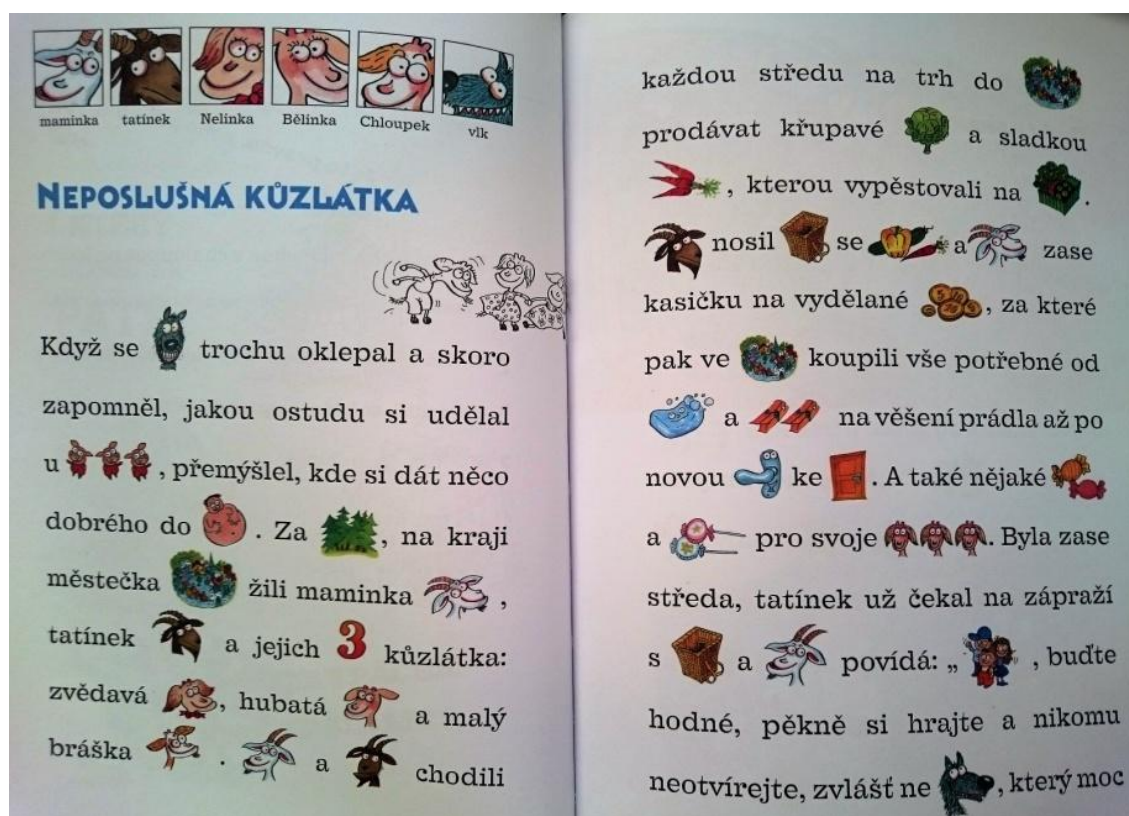 maminka tatínek Nelinka Bělinka Chloupek vlk
NEPOSLUŠNÁ KŮZLÁTKA
Když se trochu oklepal a skoro
zapomněl, jakou ostudu si udělal
u , přemýšlel, kde si dát něco
dobrého do . Za , na kraji
městečka žili maminka ,
tatínek a jejich 3 kůzlátka:
zvědavá , hubatá a malý
bráška . a chodili
každou středu na trh do
prodávat křupavé a sladkou
, kterou vypěstovali na .
nosil se a zase
kasičku na vydělané , za které
pak ve koupili vše potřebné od
a na věšení prádla až po
novou ke . A také nějaké
a pro svoje . Byla zase
středa, tatínek už čekal na zápraží
s a povídá: „ , buďte
hodné, pěkně si hrajte a nikomu
neotvírejte, zvlášť ne , který moc